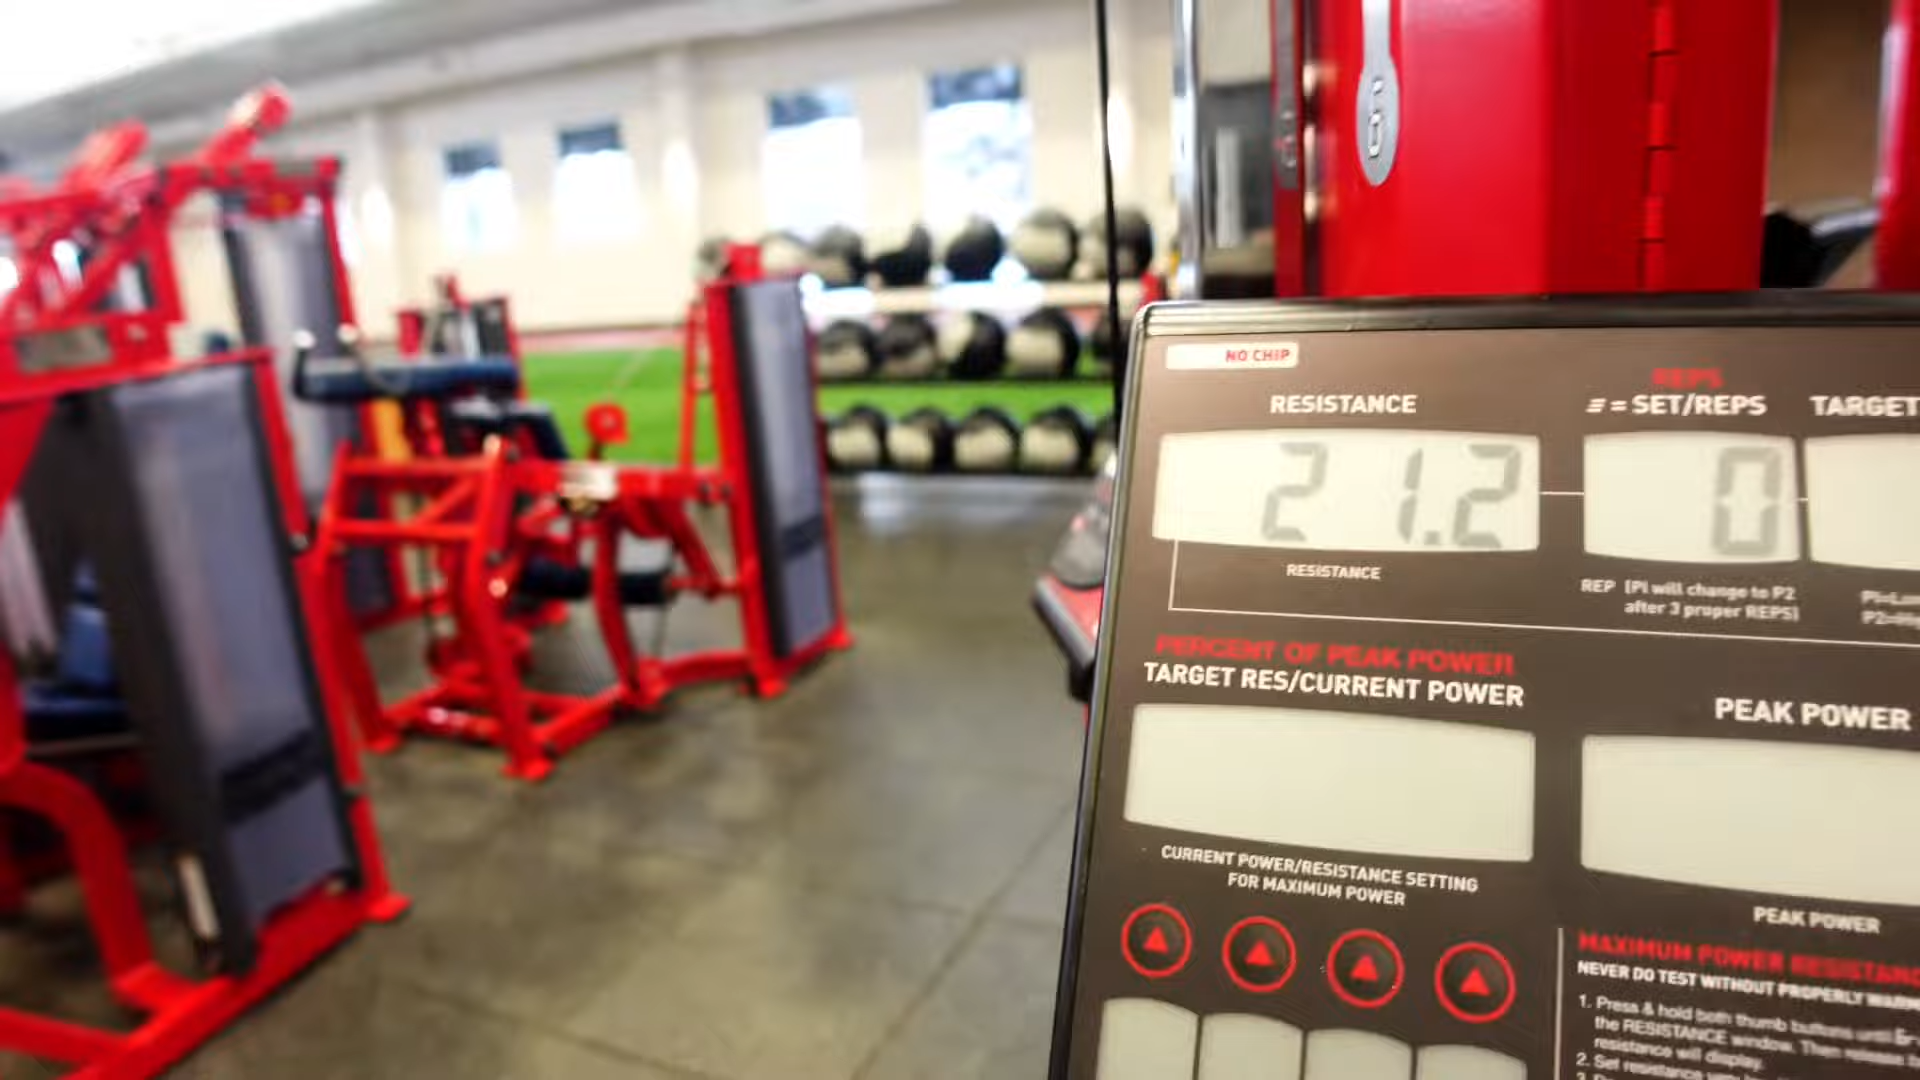 NO CHIP
RESISTANCE
REPS
= SET/REPS
TARGET
21.2
0
RESISTANCE
REP [P1 will change to P2
after 3 proper REPS]
PERCENT OF PEAK POWER
TARGET RES/CURRENT POWER
PEAK POWER
CURRENT POWER/RESISTANCE SETTING
FOR MAXIMUM POWER
PEAK POWER
MAXIMUM POWER
NEVER DO TEST WITHOUT PROPERLY
1. Press & hold both thumb buttons until
the RESISTANCE window. Then release
resistance will display.
2. Set resistance